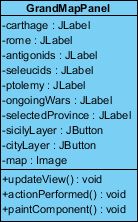 GrandMapPanel
-carthage : JLabel
-rome : JLabel
-antigonids : JLabel
-seleucids : JLabel
-ptolemy : JLabel
-ongoingWars : JLabel
-selectedProvince : JLabel
-sicilyLayer : JButton
-cityLayer : JButton
-map : Image
+updateView() : void
+actionPerformed() : void
+paintComponent() : void